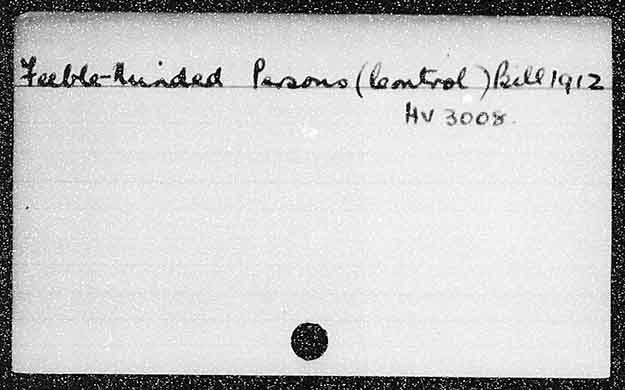 Feeble-Minded Persons (Control) Bill 1912
HV 3008.